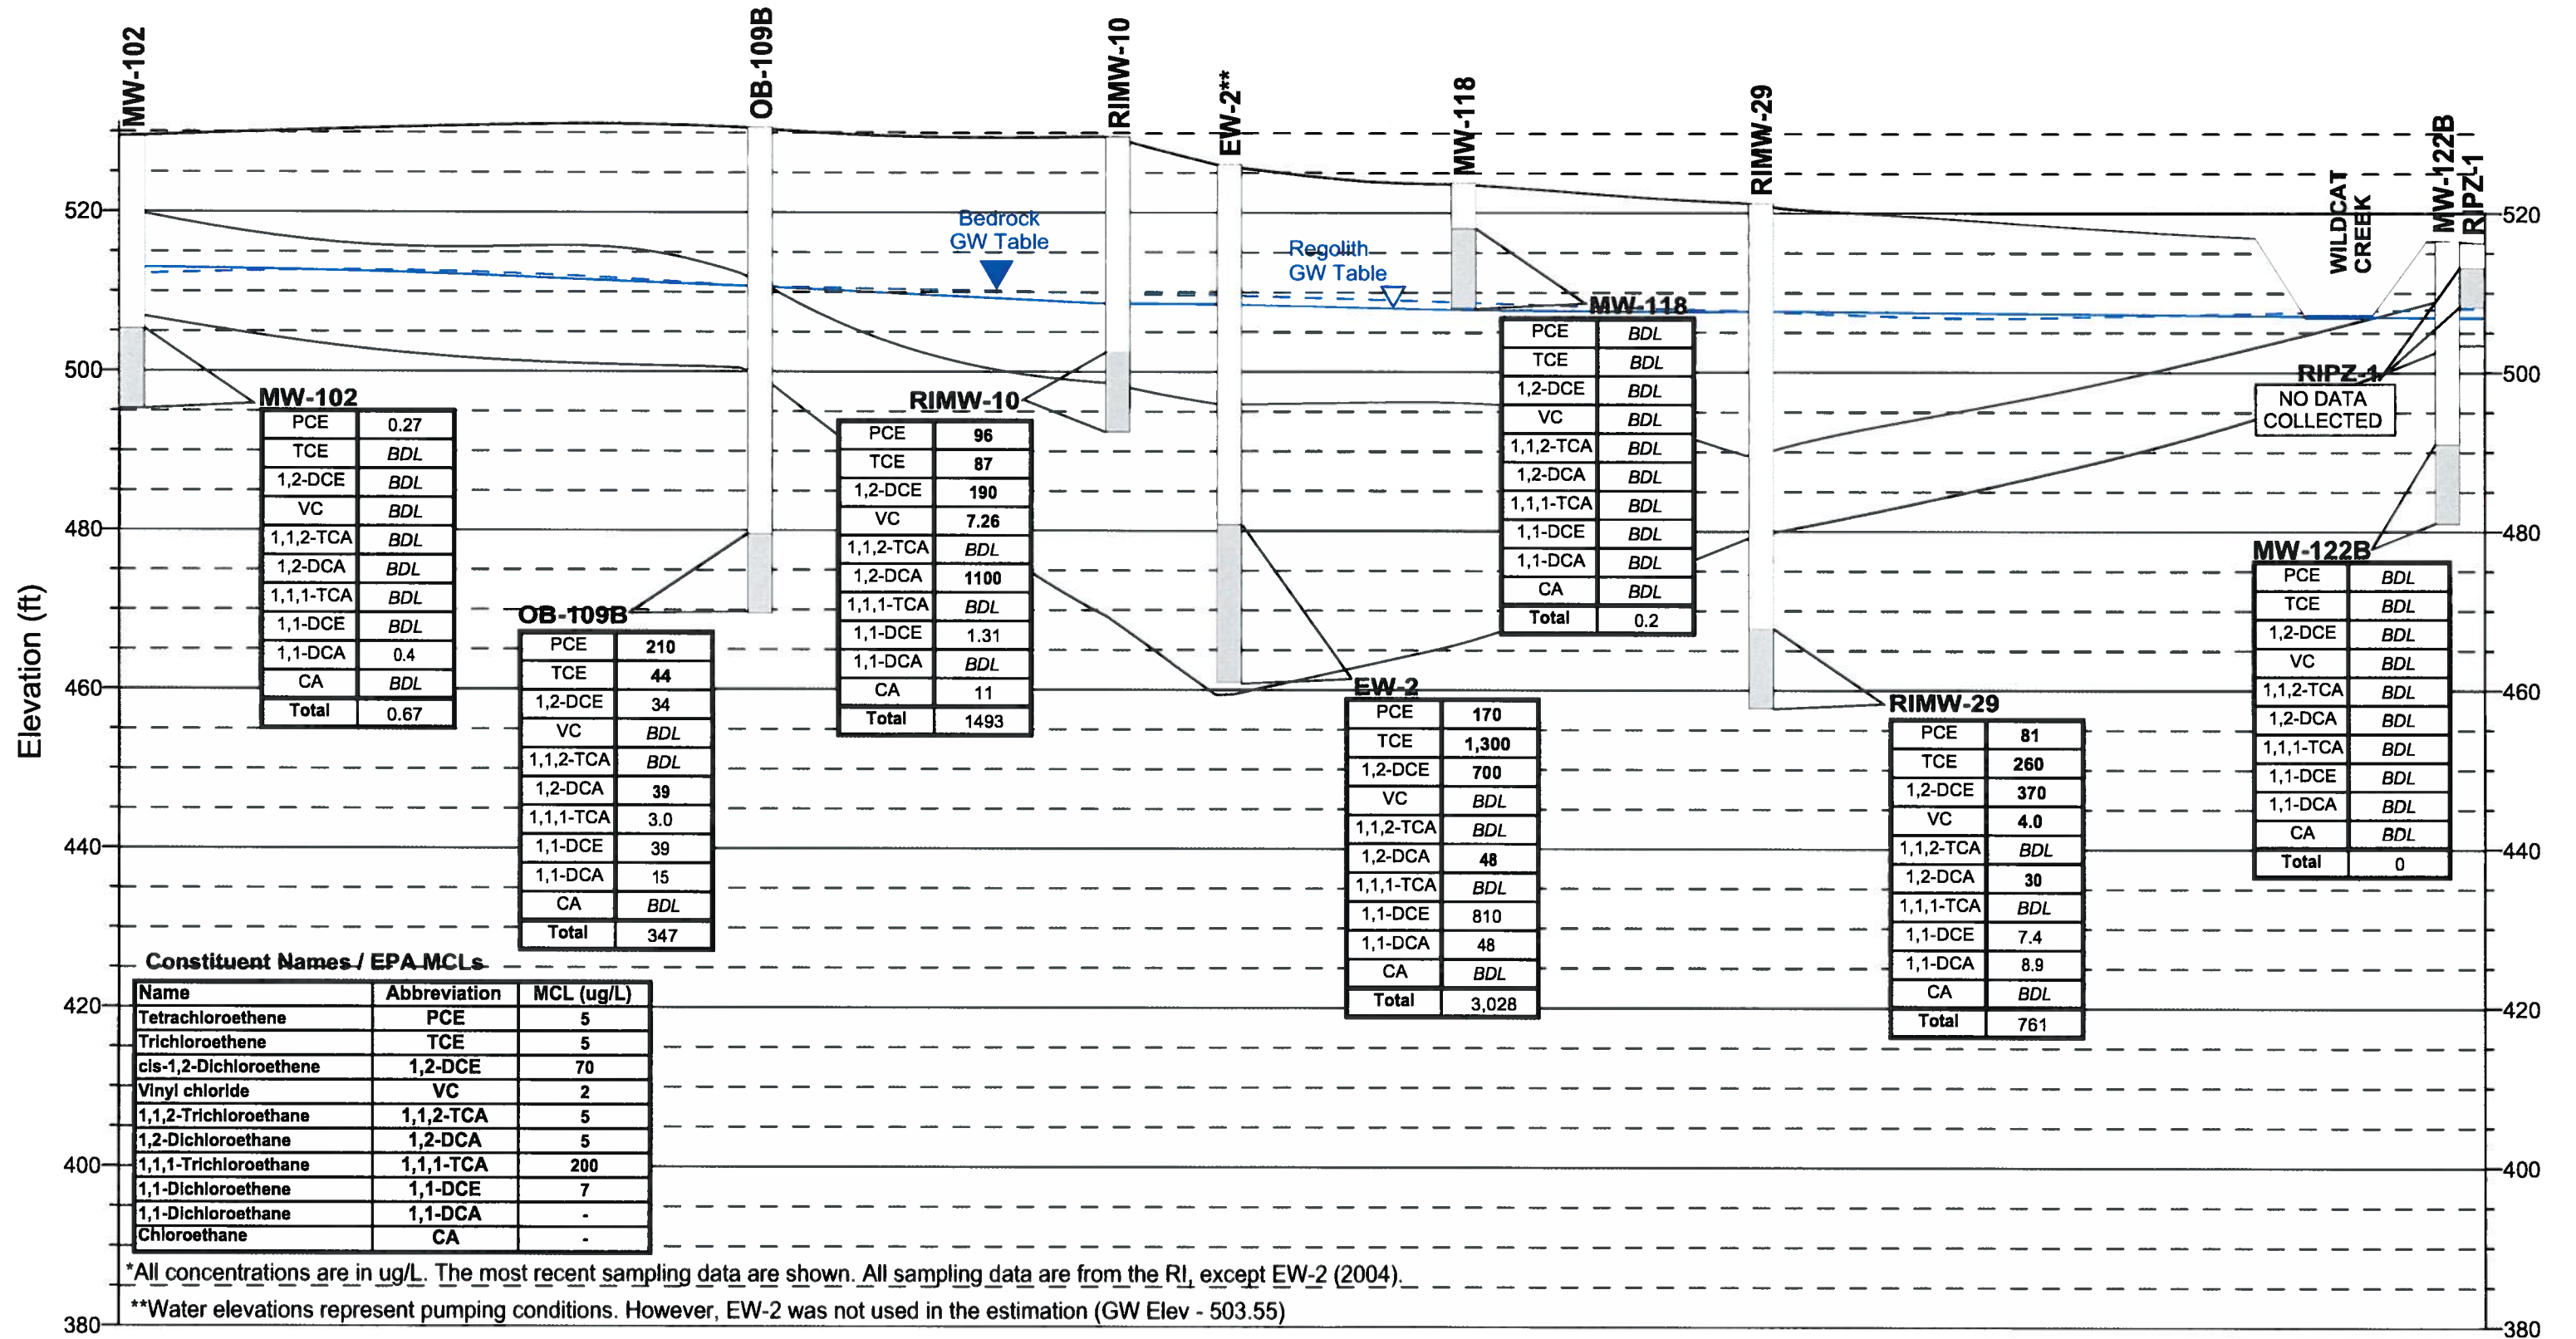 MW-102
OB-109B
RIMW-10
EW-2**
MW-118
RIMW-29
WILDCAT
CREEK
MW-122B
RIPZ-1
Elevation (ft)
520
500
480
460
440
420
400
380
520
500
480
460
440
420
400
380
Bedrock
GW Table
Regolith
GW Table
MW-102
PCE 0.27
TCE BDL
1,2-DCE BDL
VC BDL
1,1,2-TCA BDL
1,2-DCA BDL
1,1,1-TCA BDL
1,1-DCE BDL
1,1-DCA 0.4
CA BDL
Total 0.67
OB-109B
PCE 210
TCE 44
1,2-DCE 34
VC BDL
1,1,2-TCA BDL
1,2-DCA 39
1,1,1-TCA 3.0
1,1-DCE 39
1,1-DCA 15
CA BDL
Total 347
RIMW-10
PCE 96
TCE 87
1,2-DCE 190
VC 7.26
1,1,2-TCA BDL
1,2-DCA 1100
1,1,1-TCA BDL
1,1-DCE 1.31
1,1-DCA BDL
CA 11
Total 1493
EW-2
PCE 170
TCE 1,300
1,2-DCE 700
VC BDL
1,1,2-TCA BDL
1,2-DCA 48
1,1,1-TCA BDL
1,1-DCE 810
1,1-DCA 48
CA BDL
Total 3,028
MW-118
PCE BDL
TCE BDL
1,2-DCE BDL
VC BDL
1,1,2-TCA BDL
1,2-DCA BDL
1,1,1-TCA BDL
1,1-DCE BDL
1,1-DCA BDL
CA BDL
Total 0.2
RIMW-29
PCE 81
TCE 260
1,2-DCE 370
VC 4.0
1,1,2-TCA BDL
1,2-DCA 30
1,1,1-TCA BDL
1,1-DCE 7.4
1,1-DCA 8.9
CA BDL
Total 761
RIPZ-1
NO DATA
COLLECTED
MW-122B
PCE BDL
TCE BDL
1,2-DCE BDL
VC BDL
1,1,2-TCA BDL
1,2-DCA BDL
1,1,1-TCA BDL
1,1-DCE BDL
1,1-DCA BDL
CA BDL
Total 0
Constituent Names / EPA MCLs
Name Abbreviation MCL (ug/L)
Tetrachloroethene PCE 5
Trichloroethene TCE 5
cis-1,2-Dichloroethene 1,2-DCE 70
Vinyl chloride VC 2
1,1,2-Trichloroethane 1,1,2-TCA 5
1,2-Dichloroethane 1,2-DCA 5
1,1,1-Trichloroethane 1,1,1-TCA 200
1,1-Dichloroethene 1,1-DCE 7
1,1-Dichloroethane 1,1-DCA -
Chloroethane CA -
*All concentrations are in ug/L. The most recent sampling data are shown. All sampling data are from the RI, except EW-2 (2004).
**Water elevations represent pumping conditions. However, EW-2 was not used in the estimation (GW Elev - 503.55)